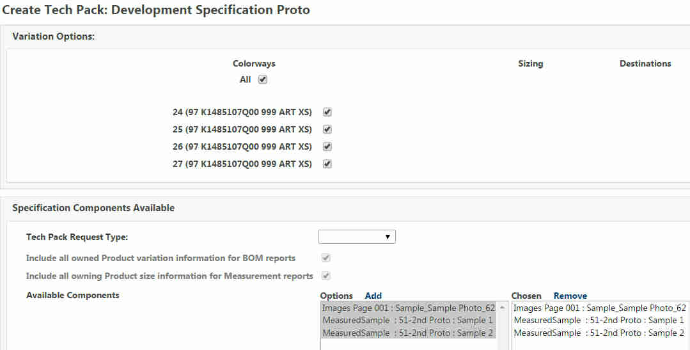 Create Tech Pack: Development Specification Proto
Variation Options:
Colorways Sizing Destinations
All
24 (97 K1485107Q00 999 ART XS)
25 (97 K1485107Q00 999 ART XS)
26 (97 K1485107Q00 999 ART XS)
27 (97 K1485107Q00 999 ART XS)
Specification Components Available
Tech Pack Request Type:
Include all owned Product variation information for BOM reports
Include all owning Product size information for Measurement reports
Available Components Options Add Chosen Remove
Images Page 001 : Sample_Sample Photo_62 Images Page 001 : Sample_Sample Photo_62
MeasuredSample : 51-2nd Proto : Sample 1 MeasuredSample : 51-2nd Proto : Sample 1
MeasuredSample : 51-2nd Proto : Sample 2 MeasuredSample : 51-2nd Proto : Sample 2